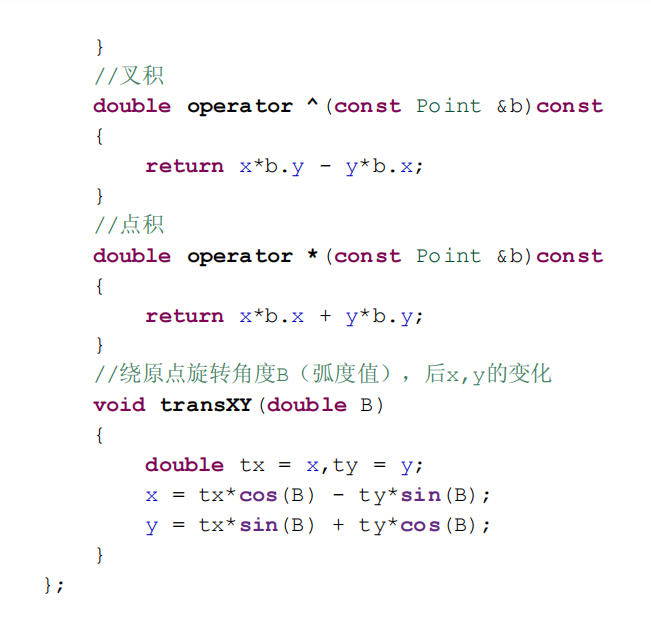 }
//叉积
double operator ^(const Point &b)const
{
return x*b.y - y*b.x;
}
//点积
double operator *(const Point &b)const
{
return x*b.x + y*b.y;
}
//绕原点旋转角度B（弧度值），后x,y的变化
void transXY(double B)
{
double tx = x,ty = y;
x = tx*cos(B) - ty*sin(B);
y = tx*sin(B) + ty*cos(B);
}
};